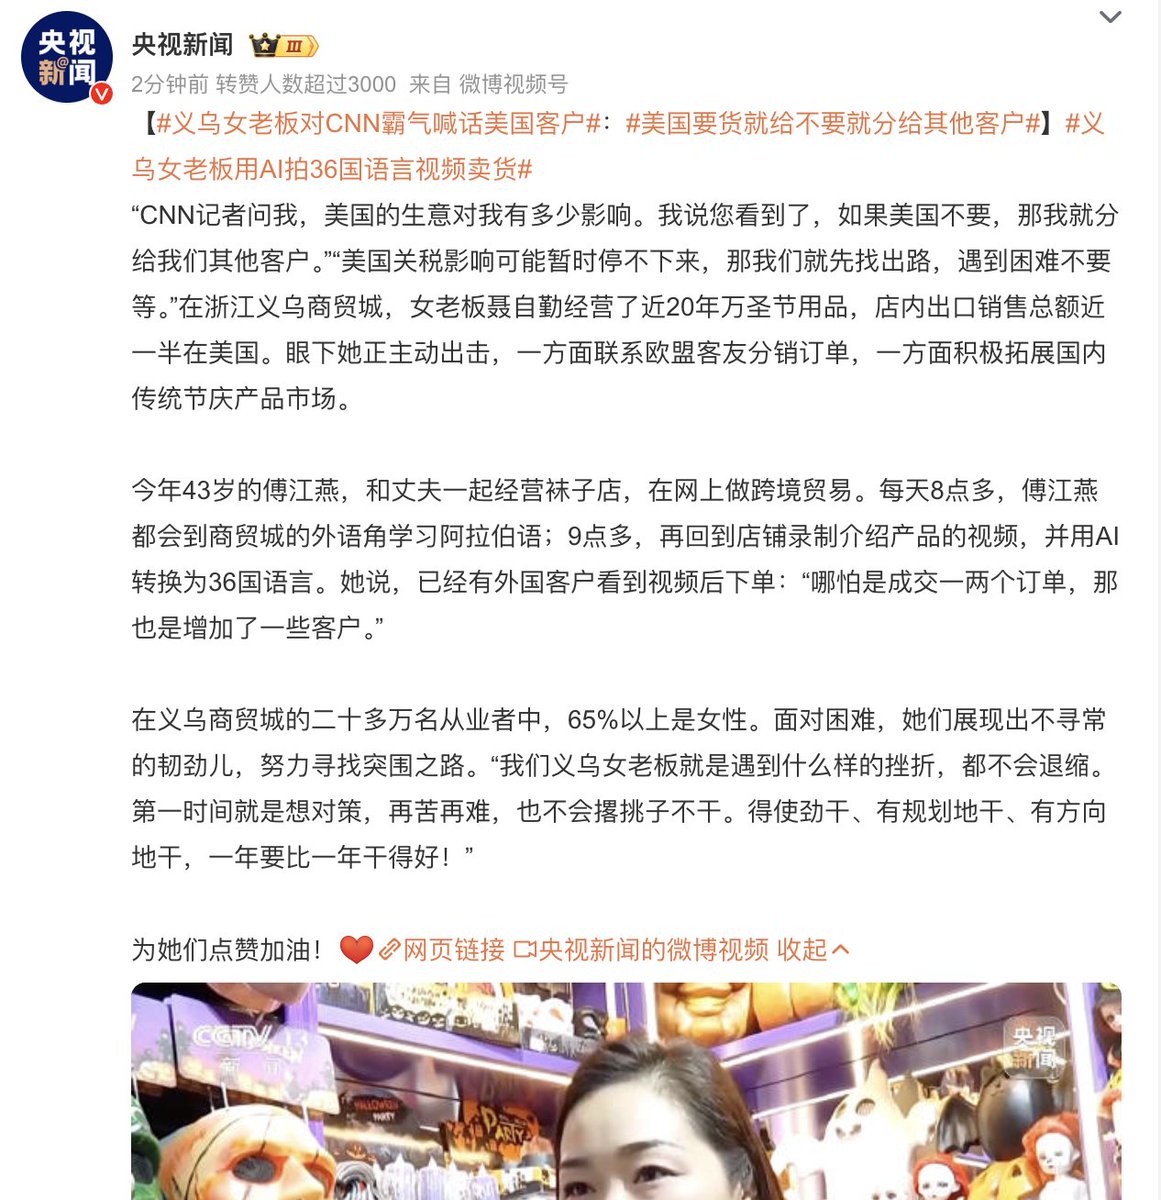 央视新闻
央视
新闻
@
III
2分钟前 转赞人数超过3000 来自 微博视频号
【#义乌女老板对CNN霸气喊话美国客户#：#美国要货就给不要就分给其他客户#】#义
乌女老板用AI拍36国语言视频卖货#
“CNN记者问我，美国的生意对我有多少影响。我说您看到了，如果美国不要，那我就分
给我们其他客户。”“美国关税影响可能暂时停不下来，那我们就先找出路，遇到困难不要
等。”在浙江义乌商贸城，女老板聂自勤经营了近20年万圣节用品，店内出口销售总额近
一半在美国。眼下她正主动出击，一方面联系欧盟客友分销订单，一方面积极拓展国内
传统节庆产品市场。
今年43岁的傅江燕，和丈夫一起经营袜子店，在网上做跨境贸易。每天8点多，傅江燕
都会到商贸城的外语角学习阿拉伯语；9点多，再回到店铺录制介绍产品的视频，并用AI
转换为36国语言。她说，已经有外国客户看到视频后下单：“哪怕是成交一两个订单，那
也是增加了一些客户。”
在义乌商贸城的二十多万名从业者中，65%以上是女性。面对困难，她们展现出不寻常
的韧劲儿，努力寻找突围之路。“我们义乌女老板就是遇到什么样的挫折，都不会退缩。
第一时间就是想对策，再苦再难，也不会撂挑子不干。得使劲干、有规划地干、有方向
地干，一年要比一年干得好！”
为她们点赞加油！ 网页链接 央视新闻的微博视频 收起
CCTV
新闻
央视
新闻
HALLOWEEN
PARTY
PARTY